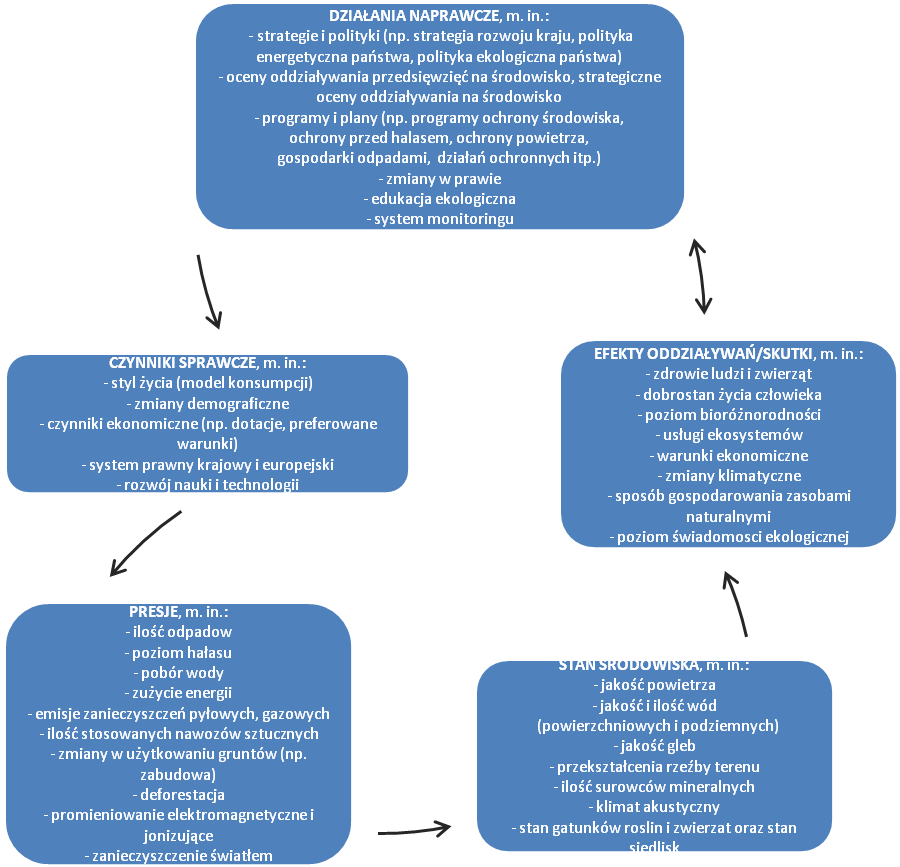 DZIAŁANIA NAPRAWCZE, m. in.:
- strategie i polityki (np. strategia rozwoju kraju, polityka
energetyczna państwa, polityka ekologiczna państwa)
- oceny oddziaływania przedsięwzięć na środowisko, strategiczne
oceny oddziaływania na środowisko
- programy i plany (np. programy ochrony środowiska,
ochrony przed halasem, ochrony powietrza,
gospodarki odpadami, działań ochronnych itp.)
- zmiany w prawie
- edukacja ekologiczna
- system monitoringu
CZYNNIKI SPRAWCZE, m. in.:
- styl życia (model konsumpcji)
- zmiany demograficzne
- czynniki ekonomiczne (np. dotacje, preferowane
warunki)
- system prawny krajowy i europejski
- rozwój nauki i technologii
EFEKTY ODDZIAŁYWAŃ/SKUTKI, m. in.:
- zdrowie ludzi i zwierząt
- dobrostan życia człowieka
- poziom bioróżnorodności
- usługi ekosystemów
- warunki ekonomiczne
- zmiany klimatyczne
- sposób gospodarowania zasobami
naturalnymi
- poziom świadomosci ekologicznej
PRESJE, m. in.:
- ilość odpadow
- poziom hałasu
- pobór wody
- zużycie energii
- emisje zanieczyszczeń pyłowych, gazowych
- ilość stosowanych nawozów sztucznych
- zmiany w użytkowaniu gruntów (np.
zabudowa)
- deforestacja
- promieniowanie elektromagnetyczne i
jonizujące
- zanieczyszczenie światłem
STAN ŚRODOWISKA, m. in.:
- jakość powietrza
- jakość i ilość wód
(powierzchniowych i podziemnych)
- jakość gleb
- przekształcenia rzeźby terenu
- ilość surowców mineralnych
- klimat akustyczny
- stan gatunków roslin i zwierzat oraz stan
siedlisk